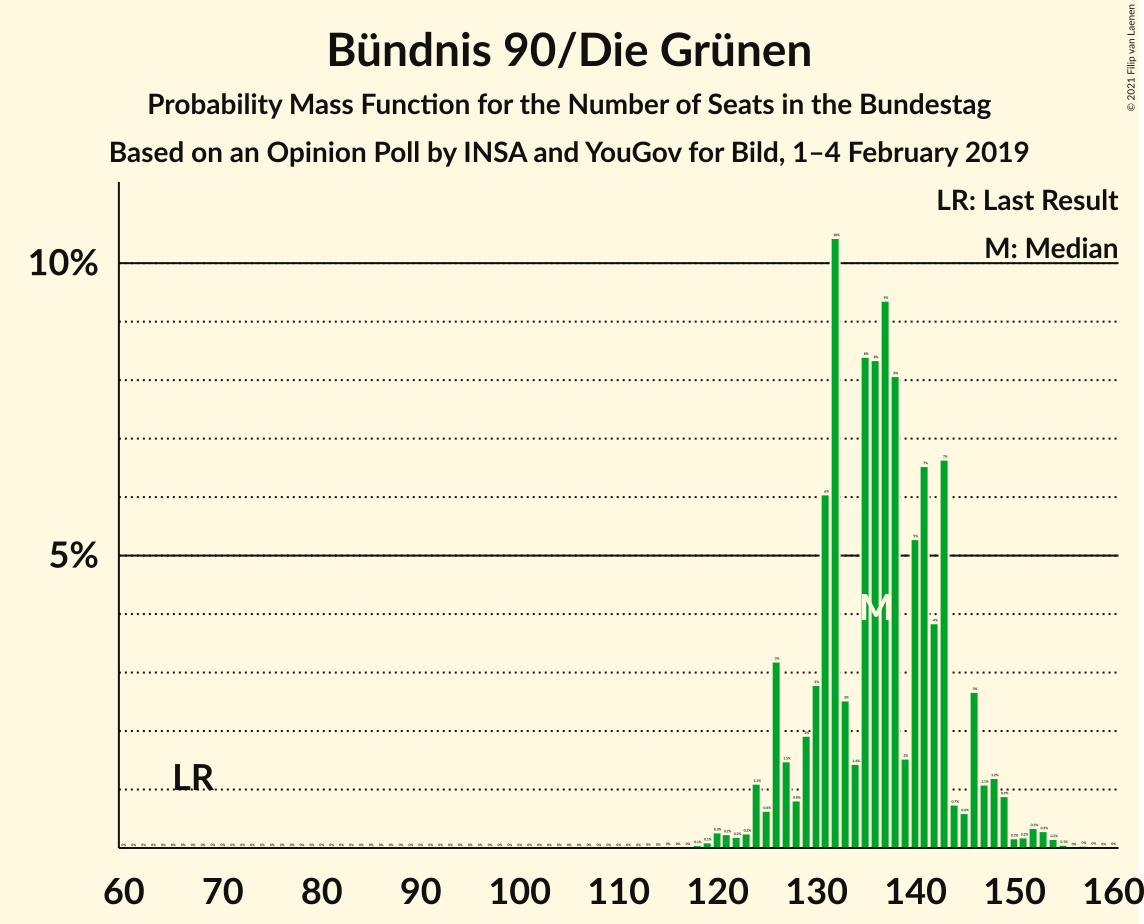 Bündnis 90/Die Grünen
Probability Mass Function for the Number of Seats in the Bundestag
Based on an Opinion Poll by INSA and YouGov for Bild, 1–4 February 2019
© 2021 Filip van Laenen
LR: Last Result
M: Median
10%
5%
LR
M
60 70 80 90 100 110 120 130 140 150 160